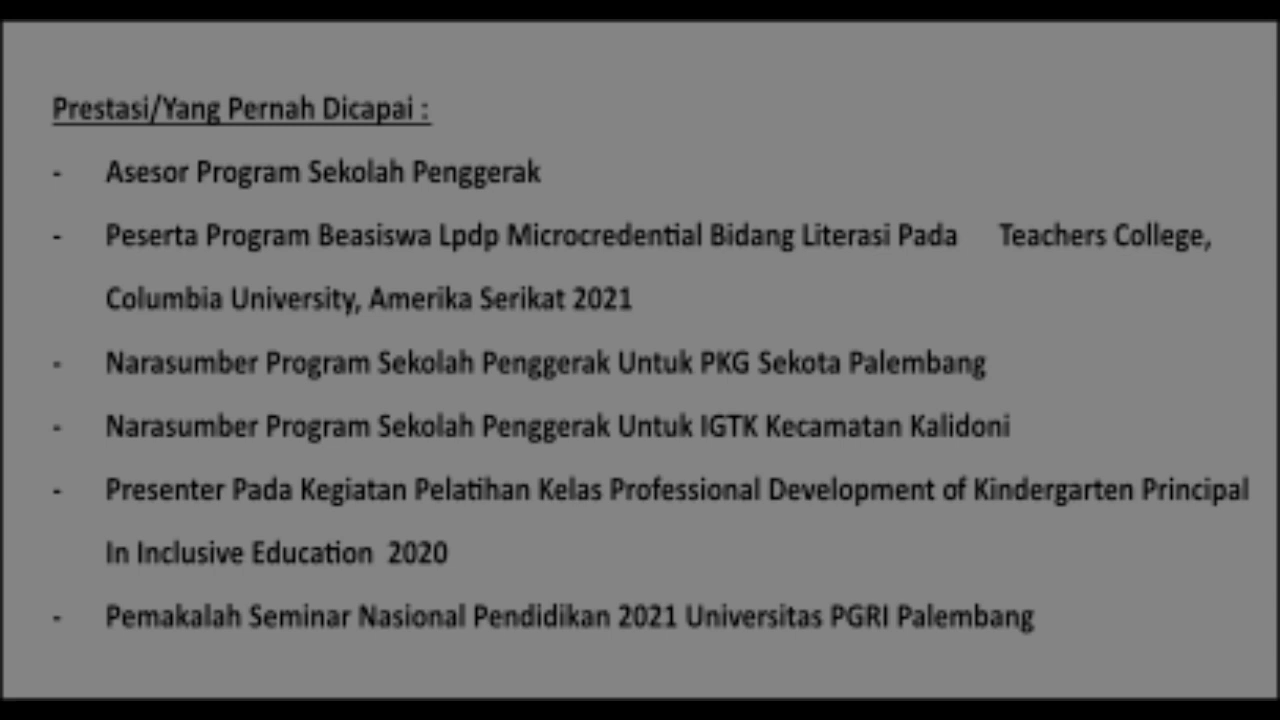 Prestasi/Yang Pernah Dicapai :
- Asesor Program Sekolah Penggerak
- Peserta Program Beasiswa Lpdp Microcredential Bidang Literasi Pada Teachers College,
Columbia University, Amerika Serikat 2021
- Narasumber Program Sekolah Penggerak Untuk PKG Sekota Palembang
- Narasumber Program Sekolah Penggerak Untuk IGTK Kecamatan Kalidoni
- Presenter Pada Kegiatan Pelatihan Kelas Professional Development of Kindergarten Principal
In Inclusive Education 2020
- Pemakalah Seminar Nasional Pendidikan 2021 Universitas PGRI Palembang